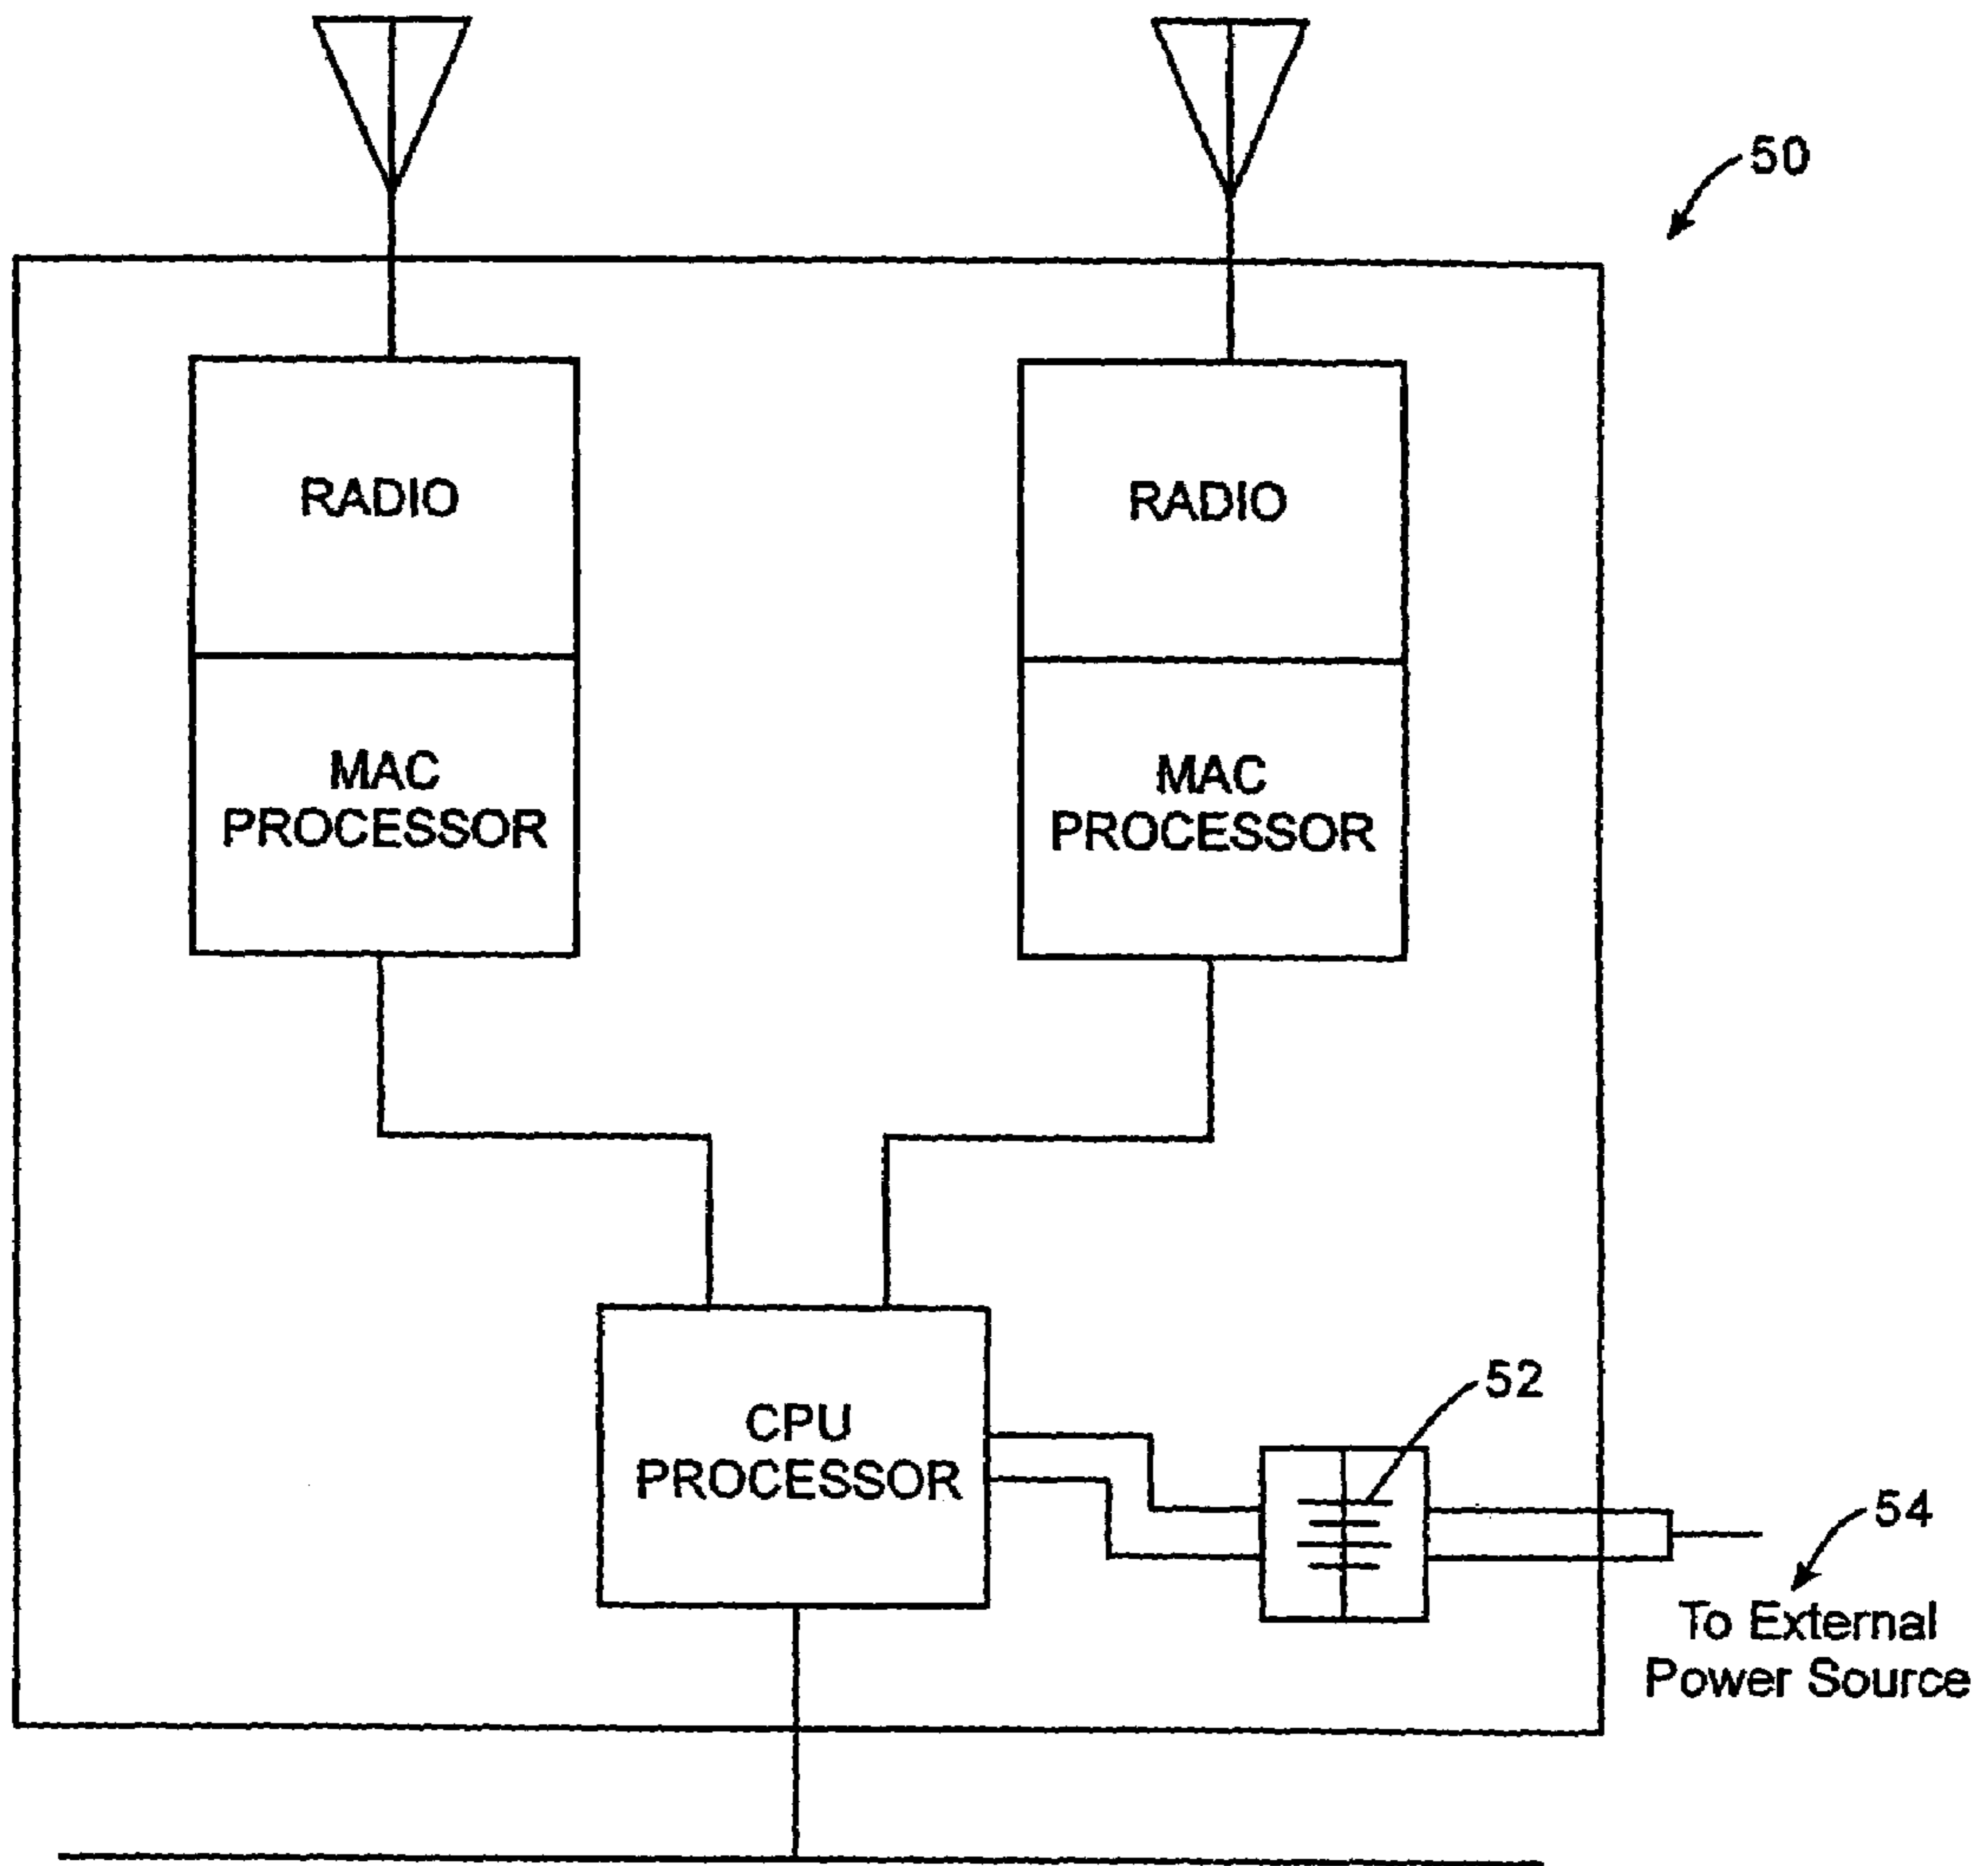 50
RADIO
RADIO
MAC
PROCESSOR
MAC
PROCESSOR
52
CPU
PROCESSOR
54
To External
Power Source